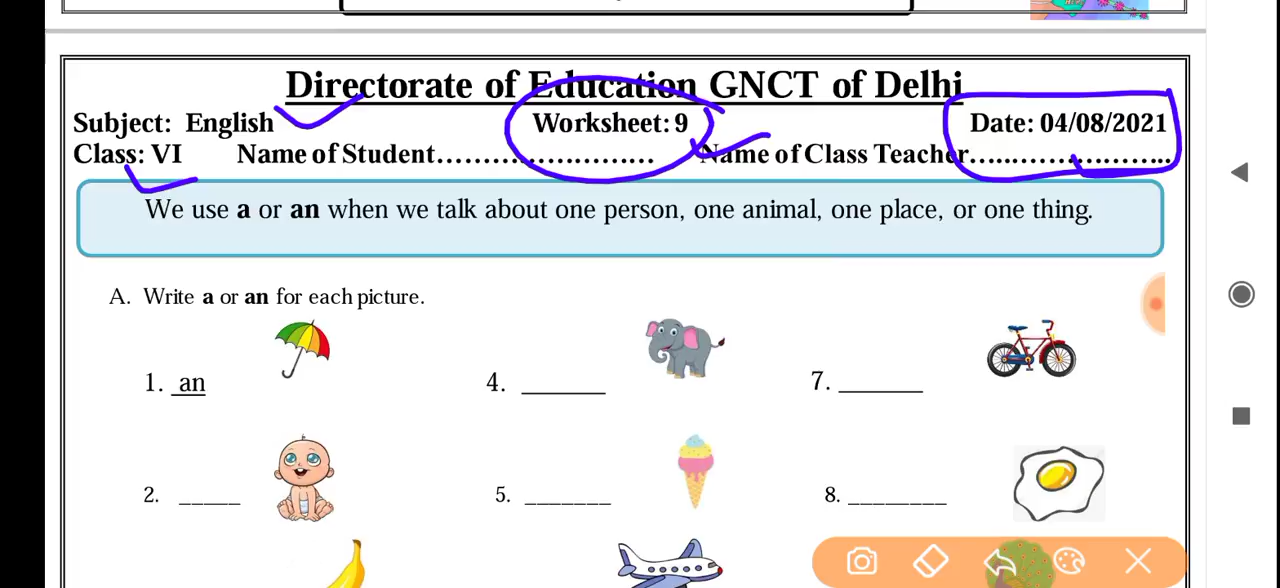 Directorate of Education GNCT of Delhi
Subject: English Worksheet: 9 Date: 04/08/2021
Class: VI Name of Student........................... Name of Class Teacher.........................
We use a or an when we talk about one person, one animal, one place, or one thing.
A. Write a or an for each picture.
1. an 4. _______ 7. _______
2. _____ 5. _______ 8. ________